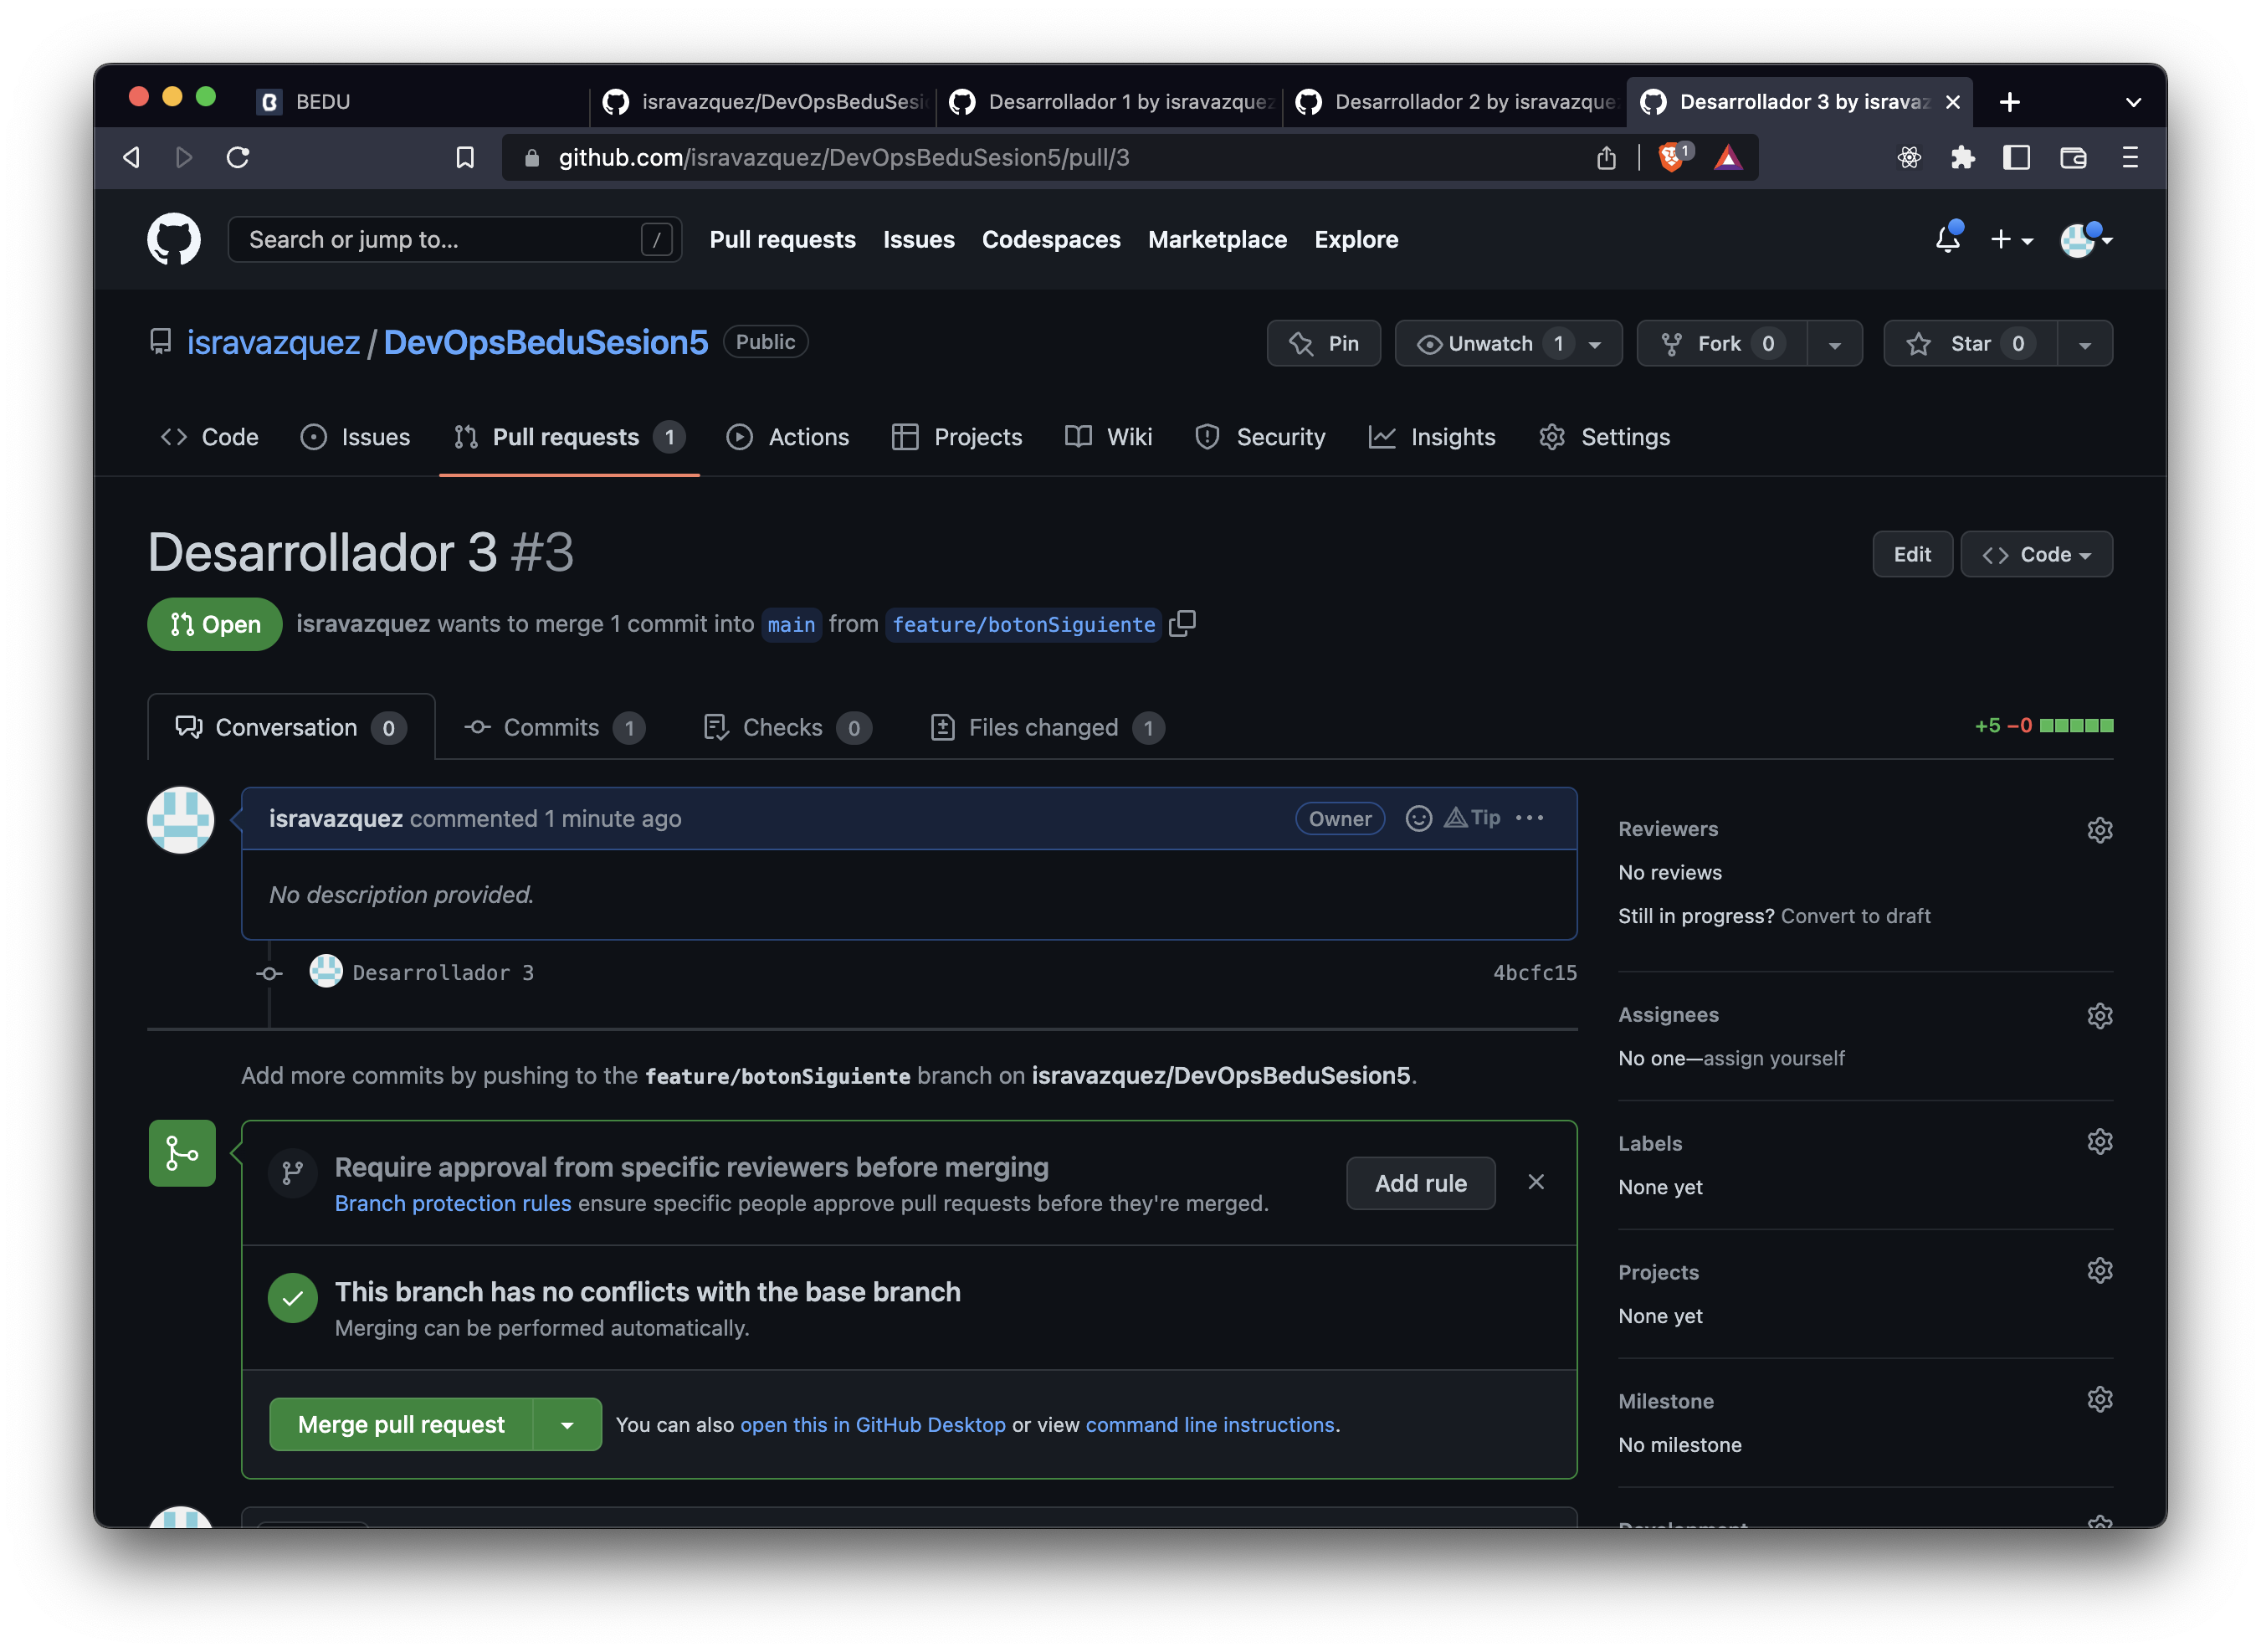 BEDU
isravazquez/DevOpsBeduSesi
Desarrollador 1 by isravazquez
Desarrollador 2 by isravazque
Desarrollador 3 by isravaz
github.com/isravazquez/DevOpsBeduSesion5/pull/3
1
Search or jump to...
/
Pull requests
Issues
Codespaces
Marketplace
Explore
isravazquez / DevOpsBeduSesion5
Public
Pin
Unwatch 1
Fork 0
Star 0
Code
Issues
Pull requests 1
Actions
Projects
Wiki
Security
Insights
Settings
Desarrollador 3 #3
Edit
Code
Open
isravazquez wants to merge 1 commit into main from feature/botonSiguiente
Conversation 0
Commits 1
Checks 0
Files changed 1
+5 −0
isravazquez commented 1 minute ago
Owner
Tip
No description provided.
Desarrollador 3
4bcfc15
Add more commits by pushing to the feature/botonSiguiente branch on isravazquez/DevOpsBeduSesion5.
Require approval from specific reviewers before merging
Branch protection rules ensure specific people approve pull requests before they're merged.
Add rule
This branch has no conflicts with the base branch
Merging can be performed automatically.
Merge pull request
You can also open this in GitHub Desktop or view command line instructions.
Reviewers
No reviews
Still in progress? Convert to draft
Assignees
No one—assign yourself
Labels
None yet
Projects
None yet
Milestone
No milestone